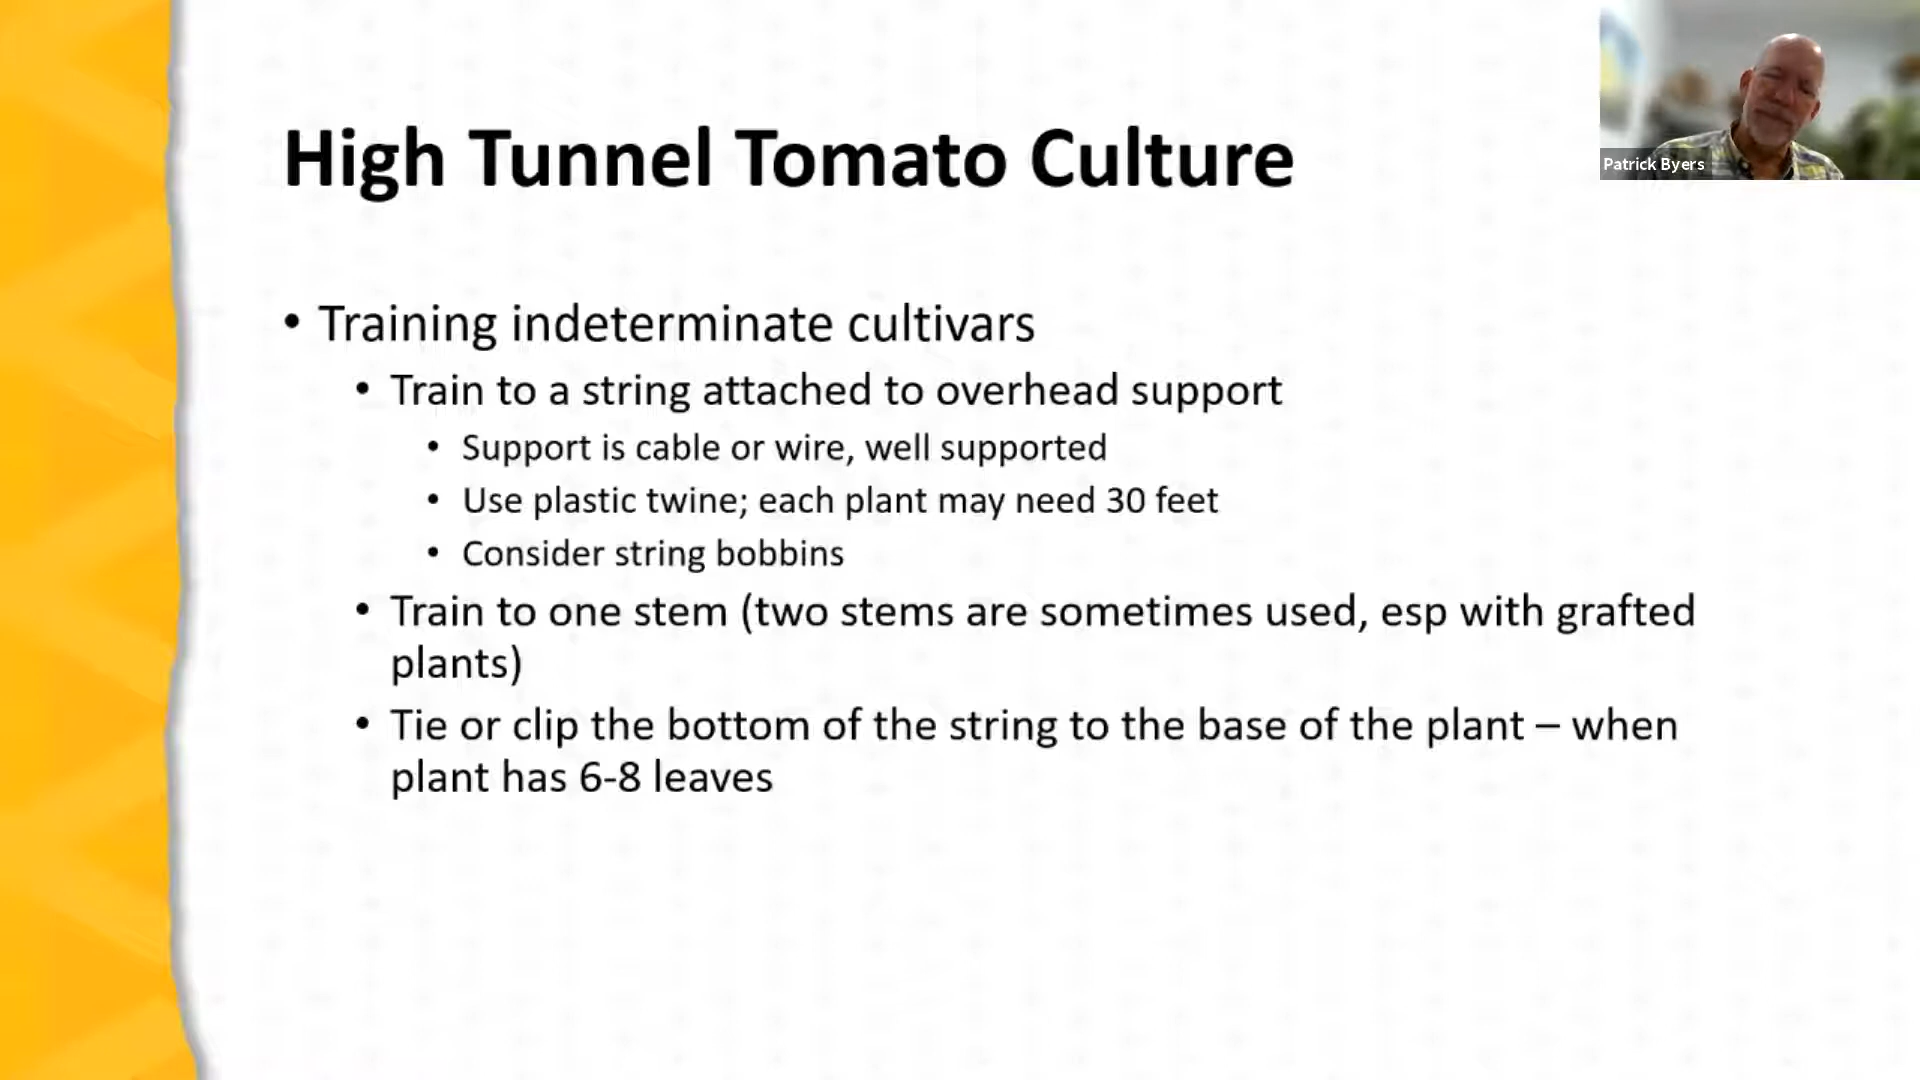 High Tunnel Tomato Culture
Patrick Byers
• Training indeterminate cultivars
• Train to a string attached to overhead support
• Support is cable or wire, well supported
• Use plastic twine; each plant may need 30 feet
• Consider string bobbins
• Train to one stem (two stems are sometimes used, esp with grafted
plants)
• Tie or clip the bottom of the string to the base of the plant – when
plant has 6-8 leaves